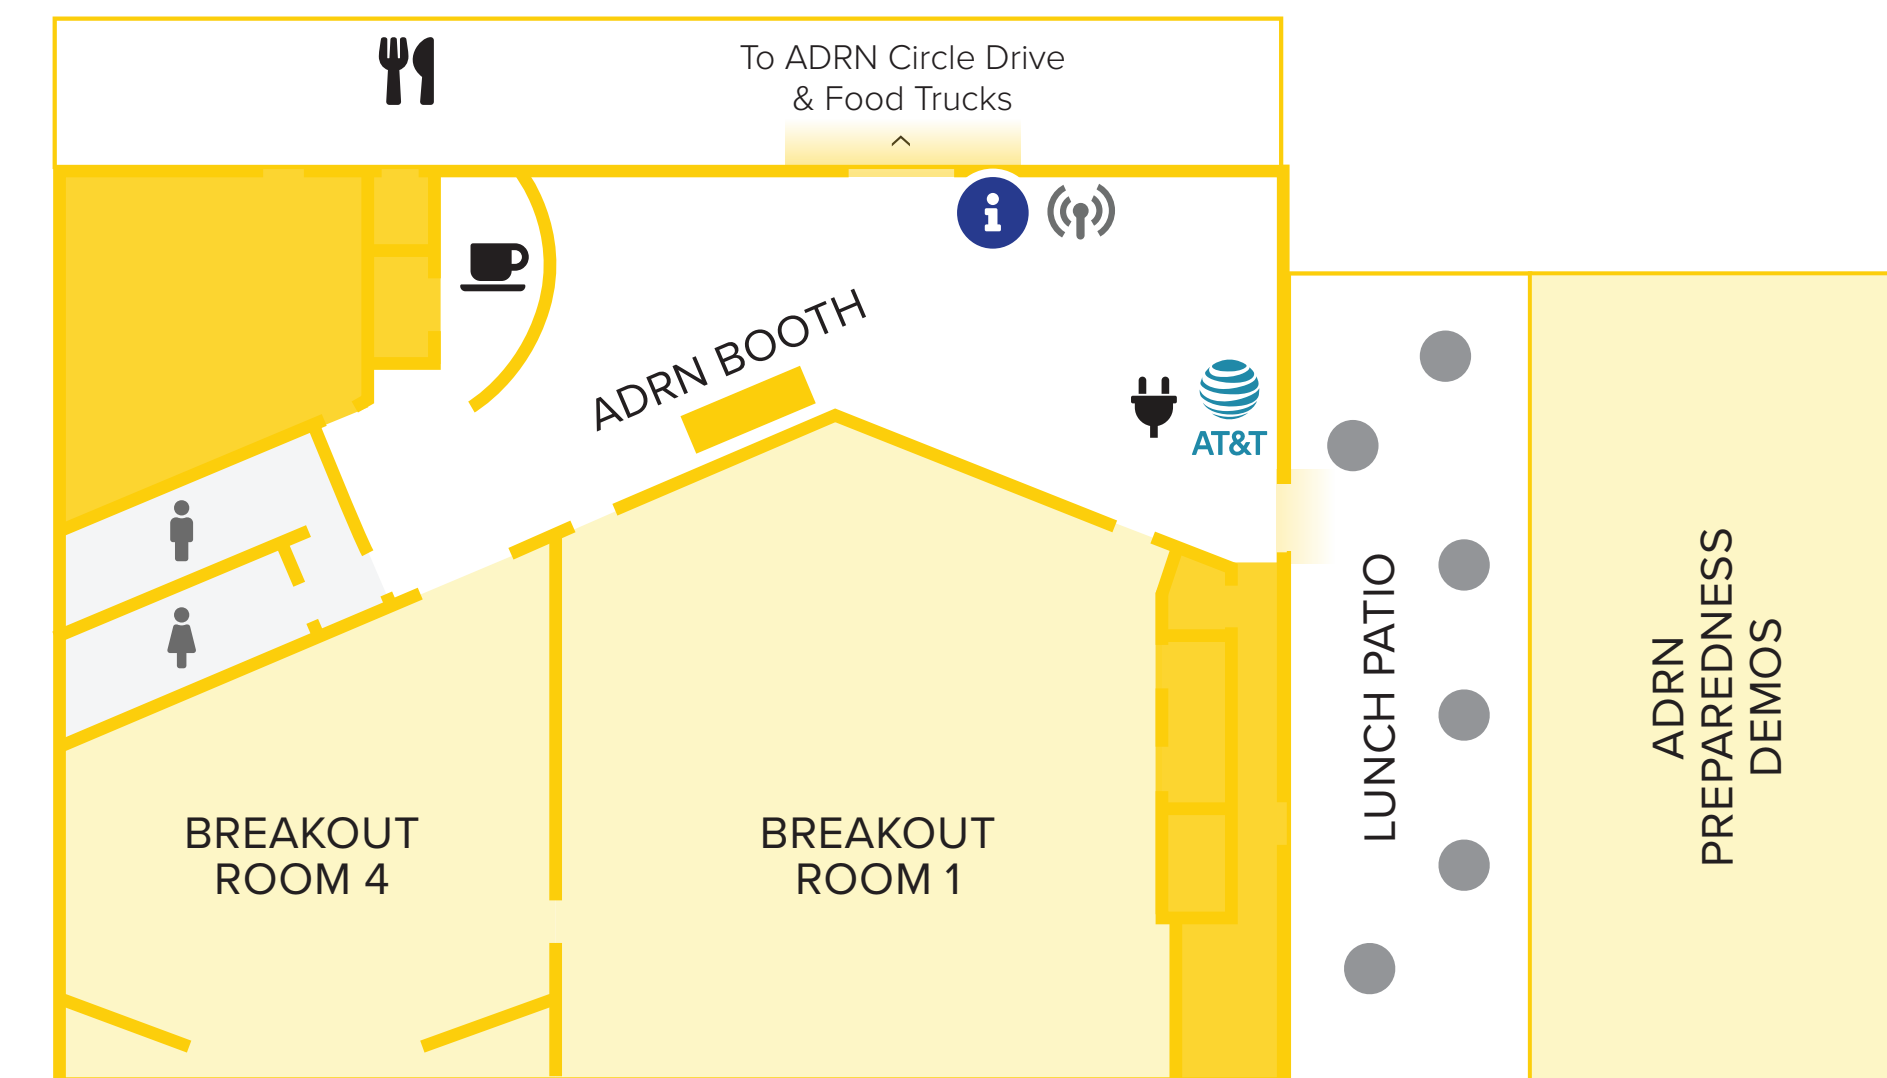 To ADRN Circle Drive
& Food Trucks
ADRN BOOTH
AT&T
LUNCH PATIO
ADRN
PREPAREDNESS
DEMOS
BREAKOUT
ROOM 4
BREAKOUT
ROOM 1